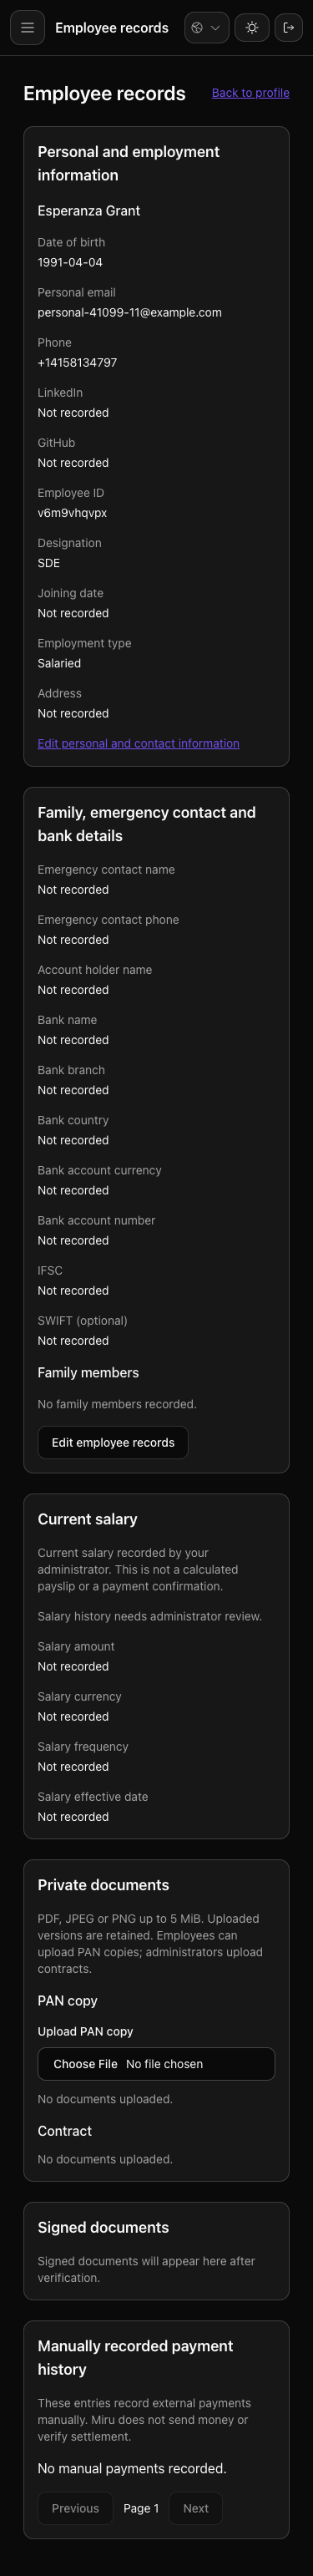 Employee records
Employee records
Back to profile
Personal and employment
information
Esperanza Grant
Date of birth
1991-04-04
Personal email
personal-41099-11@example.com
Phone
+14158134797
LinkedIn
Not recorded
GitHub
Not recorded
Employee ID
v6m9vhqvpx
Designation
SDE
Joining date
Not recorded
Employment type
Salaried
Address
Not recorded
Edit personal and contact information
Family, emergency contact and
bank details
Emergency contact name
Not recorded
Emergency contact phone
Not recorded
Account holder name
Not recorded
Bank name
Not recorded
Bank branch
Not recorded
Bank country
Not recorded
Bank account currency
Not recorded
Bank account number
Not recorded
IFSC
Not recorded
SWIFT (optional)
Not recorded
Family members
No family members recorded.
Edit employee records
Current salary
Current salary recorded by your
administrator. This is not a calculated
payslip or a payment confirmation.
Salary history needs administrator review.
Salary amount
Not recorded
Salary currency
Not recorded
Salary frequency
Not recorded
Salary effective date
Not recorded
Private documents
PDF, JPEG or PNG up to 5 MiB. Uploaded
versions are retained. Employees can
upload PAN copies; administrators upload
contracts.
PAN copy
Upload PAN copy
Choose File No file chosen
No documents uploaded.
Contract
No documents uploaded.
Signed documents
Signed documents will appear here after
verification.
Manually recorded payment
history
These entries record external payments
manually. Miru does not send money or
verify settlement.
No manual payments recorded.
Previous Page 1 Next